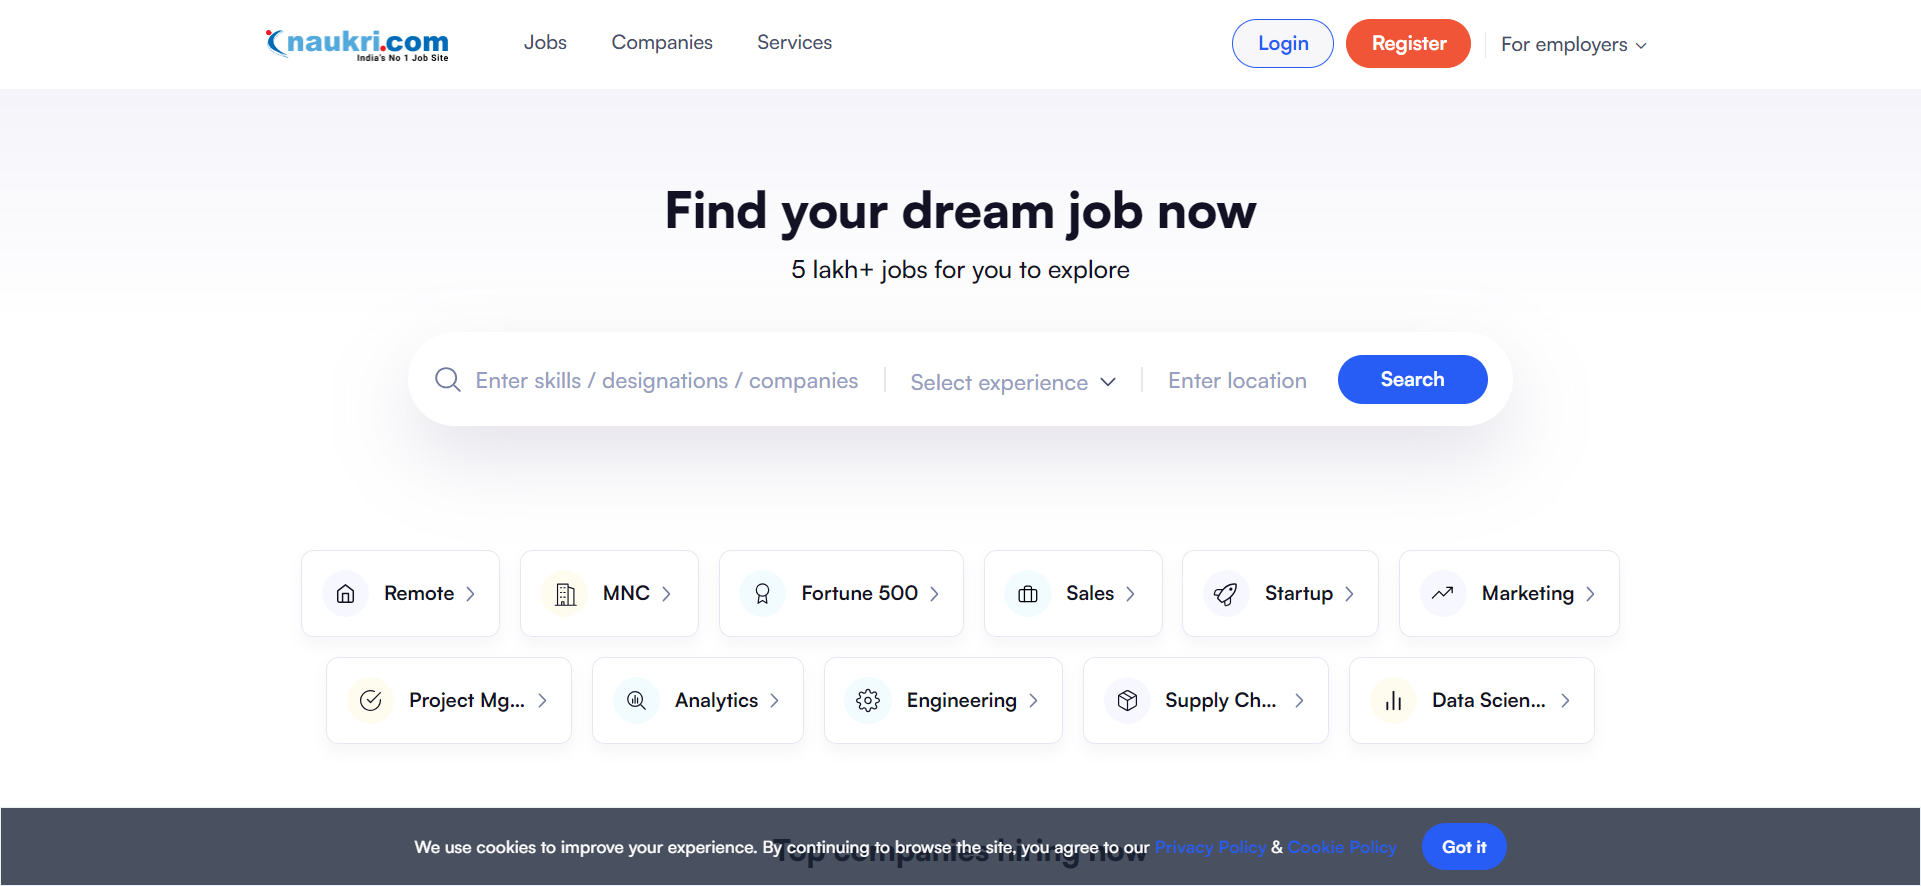 naukri.com
India's No 1 Job Site
Jobs
Companies
Services
Login
Register
For employers
Find your dream job now
5 lakh+ jobs for you to explore
Enter skills / designations / companies
Select experience
Enter location
Search
Remote
MNC
Fortune 500
Sales
Startup
Marketing
Project Mg...
Analytics
Engineering
Supply Ch...
Data Scien...
Top companies hiring now
We use cookies to improve your experience. By continuing to browse the site, you agree to our Privacy Policy & Cookie Policy
Got it